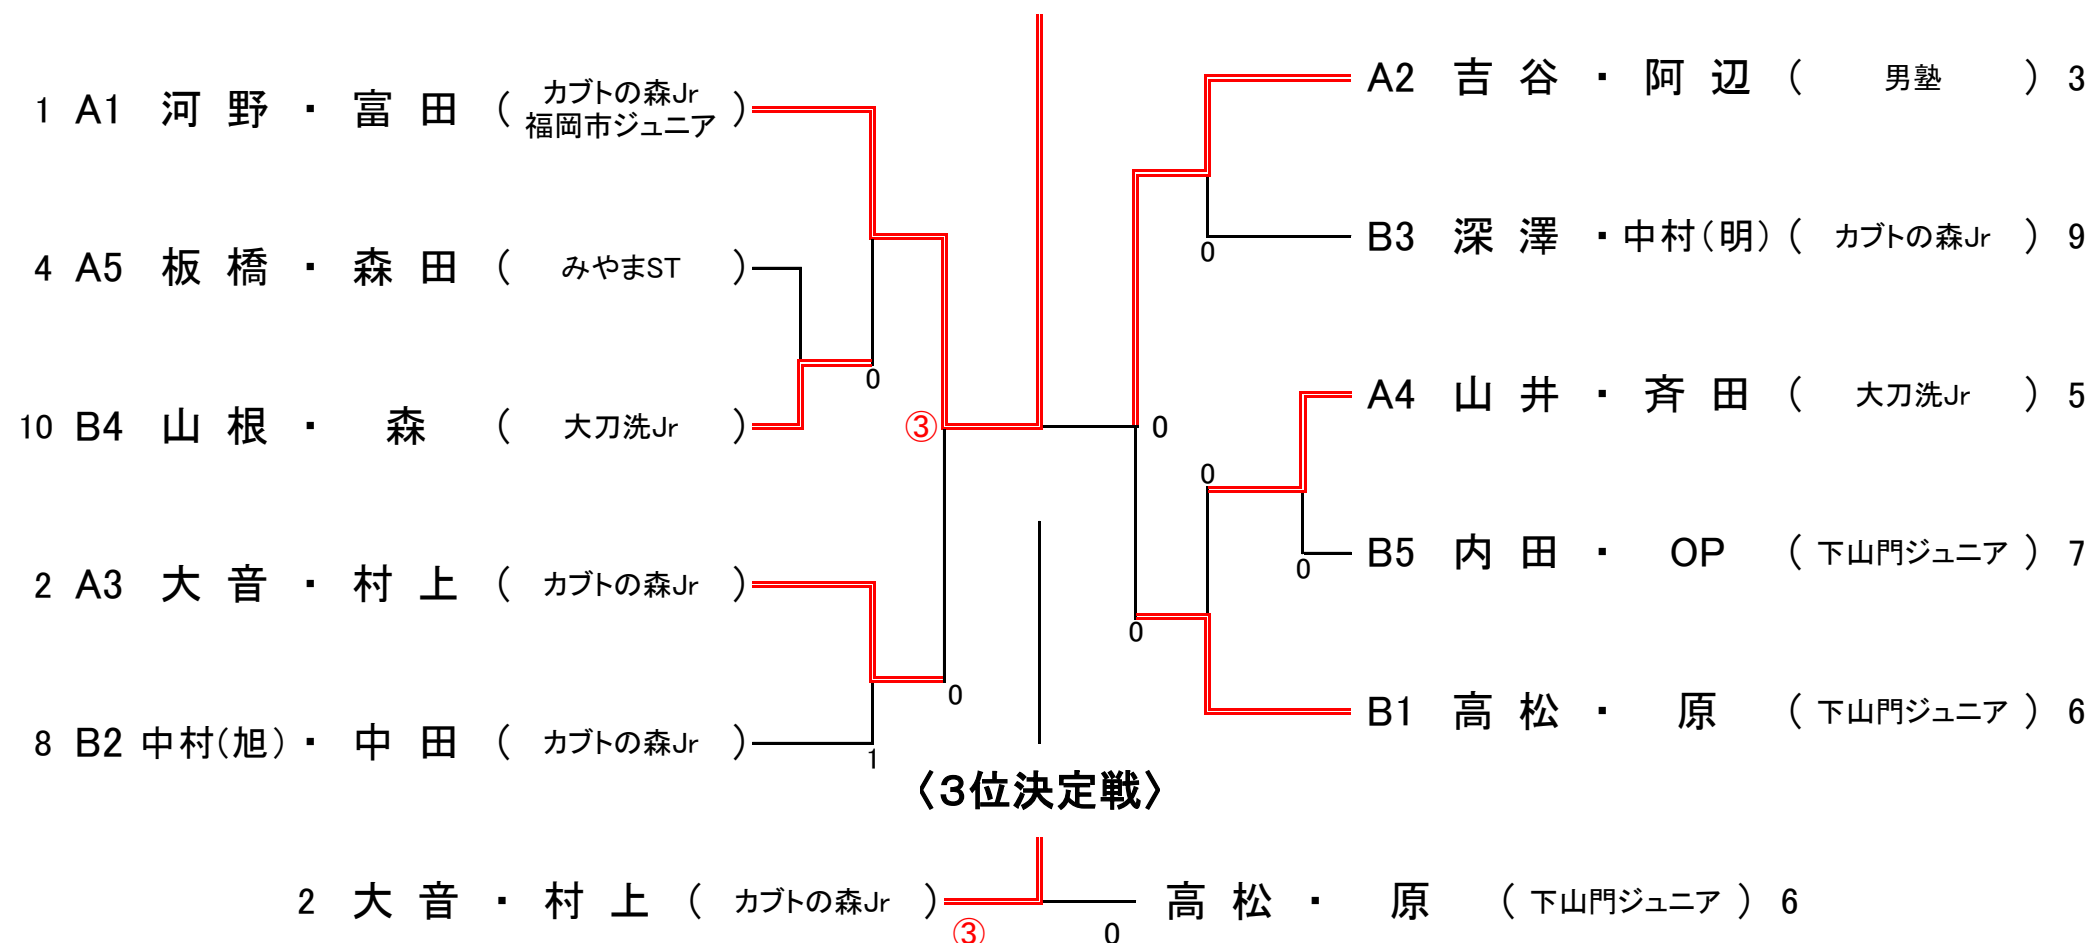 1 A1 河野・富田 (カブトの森Jr 福岡市ジュニア)
4 A5 板橋・森田 (みやまST)
0
10 B4 山根・森 (大刀洗Jr)
③
2 A3 大音・村上 (カブトの森Jr)
0
8 B2 中村(旭)・中田 (カブトの森Jr)
1
A2 吉谷・阿辺 (男塾) 3
B3 深澤・中村(明) (カブトの森Jr) 9
0
A4 山井・斉田 (大刀洗Jr) 5
0
0
B5 内田・OP (下山門ジュニア) 7
0
0
B1 高松・原 (下山門ジュニア) 6
〈3位決定戦〉
2 大音・村上 (カブトの森Jr) 高松・原 (下山門ジュニア) 6
③ 0